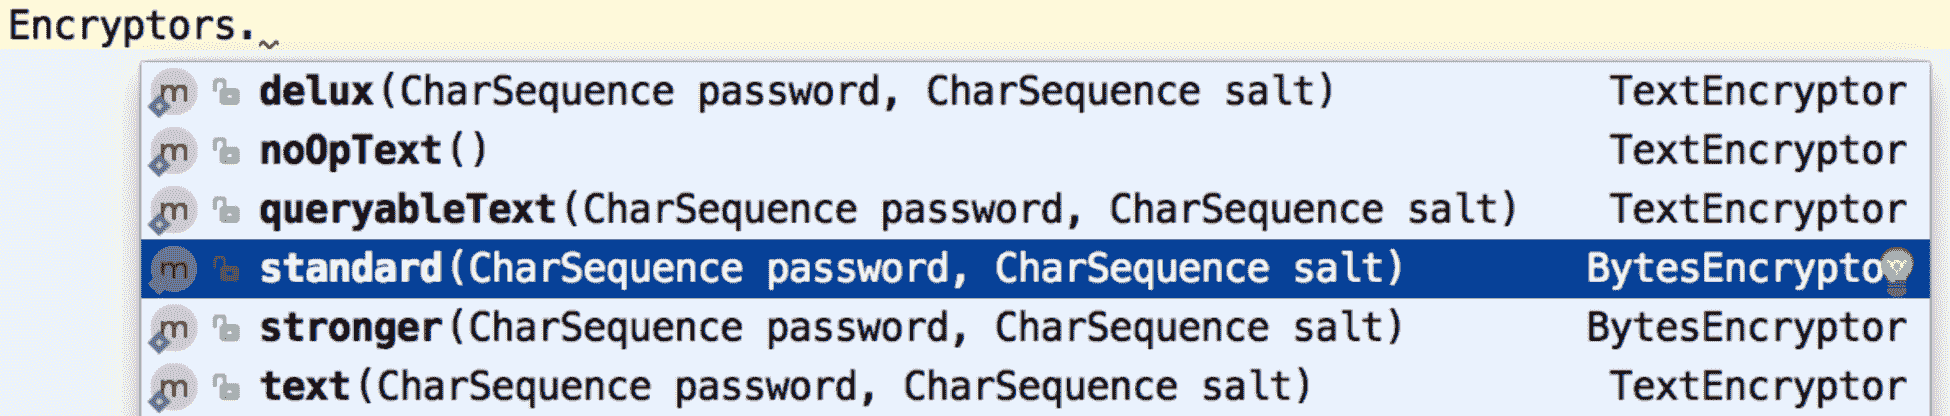 Encryptors.
m delux(CharSequence password, CharSequence salt) TextEncryptor
m noOpText() TextEncryptor
m queryableText(CharSequence password, CharSequence salt) TextEncryptor
m standard(CharSequence password, CharSequence salt) BytesEncrypto
m stronger(CharSequence password, CharSequence salt) BytesEncryptor
m text(CharSequence password, CharSequence salt) TextEncryptor